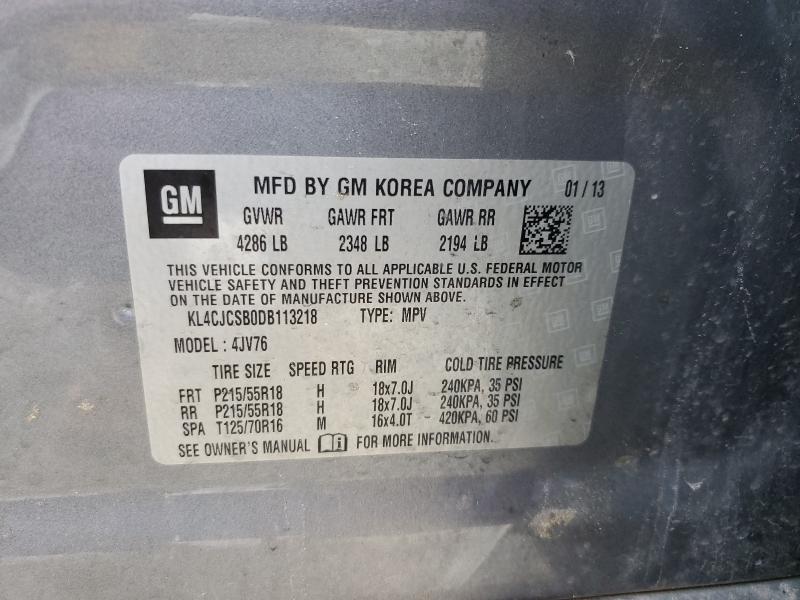 GM
MFD BY GM KOREA COMPANY 01 / 13
GVWR GAWR FRT GAWR RR
4286 LB 2348 LB 2194 LB
THIS VEHICLE CONFORMS TO ALL APPLICABLE U.S. FEDERAL MOTOR
VEHICLE SAFETY AND THEFT PREVENTION STANDARDS IN EFFECT
ON THE DATE OF MANUFACTURE SHOWN ABOVE.
KL4CJCSB0DB113218 TYPE: MPV
MODEL : 4JV76
TIRE SIZE SPEED RTG RIM COLD TIRE PRESSURE
FRT P215/55R18 H 18x7.0J 240KPA, 35 PSI
RR P215/55R18 H 18x7.0J 240KPA, 35 PSI
SPA T125/70R16 M 16x4.0T 420KPA, 60 PSI
SEE OWNER'S MANUAL FOR MORE INFORMATION.